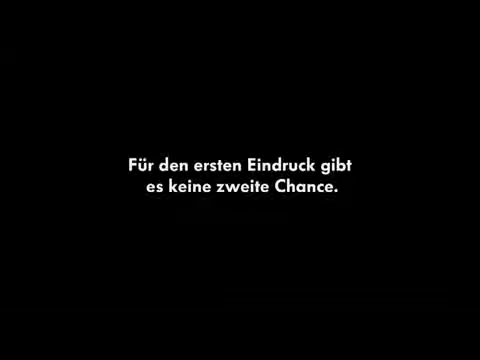 Für den ersten Eindruck gibt
es keine zweite Chance.